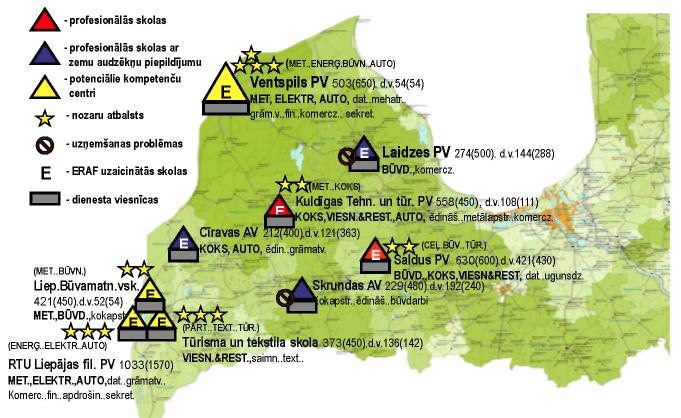 - profesionālās skolas
- profesionālās skolas ar
zemu audzēkņu piepildījumu
- potenciālie kompetenču
centri
- nozaru atbalsts
- uzņemšanas problēmas
E - ERAF uzaicinātās skolas
- dienesta viesnīcas
(MET.,ENERĢ.BŪVN.,AUTO)
E
Ventspils PV 503(650). d.v.54(54)
MET, ELEKTR, AUTO, dat..mehatr..
grām.v..,fin.,komercz.. sekret.
E
Laidzes PV 274(500). d.v.144(288)
BŪVD.,komercz.
(MET.,KOKS)
E
Kuldīgas Tehn. un tūr. PV 558(450), d.v.108(111)
KOKS,VIESN.&REST.,AUTO, ēdināš..metālapstr..komercz.
E
Cīravas AV 212(400).d.v.121(363)
KOKS, AUTO, ēdin..grāmatv.
(CEĻ.BŪV..TŪR.)
E
Saldus PV 630(600).d.v.421(430)
BŪVD.,KOKS,VIESN&REST, dat..ugunsdz.
Skrundas AV 229(480).d.v.192(240)
kokapstr..ēdināš..būvdarbi
(MET..BŪVN.)
E
Liep.Būvamatn.vsk.
421(450).d.v.52(54)
MET.,BŪVD.,kokapst
E E
(PĀRT..TEXT..TŪR.)
Tūrisma un tekstila skola 373(450).d.v.136(142)
VIESN.&REST.,saimn..text..
(ENERĢ..ELEKTR..AUTO)
RTU Liepājas fil. PV 1033(1570)
MET.,ELEKTR.,AUTO,dat..grāmatv..
Komerc..fin..apdrošin..sekret.